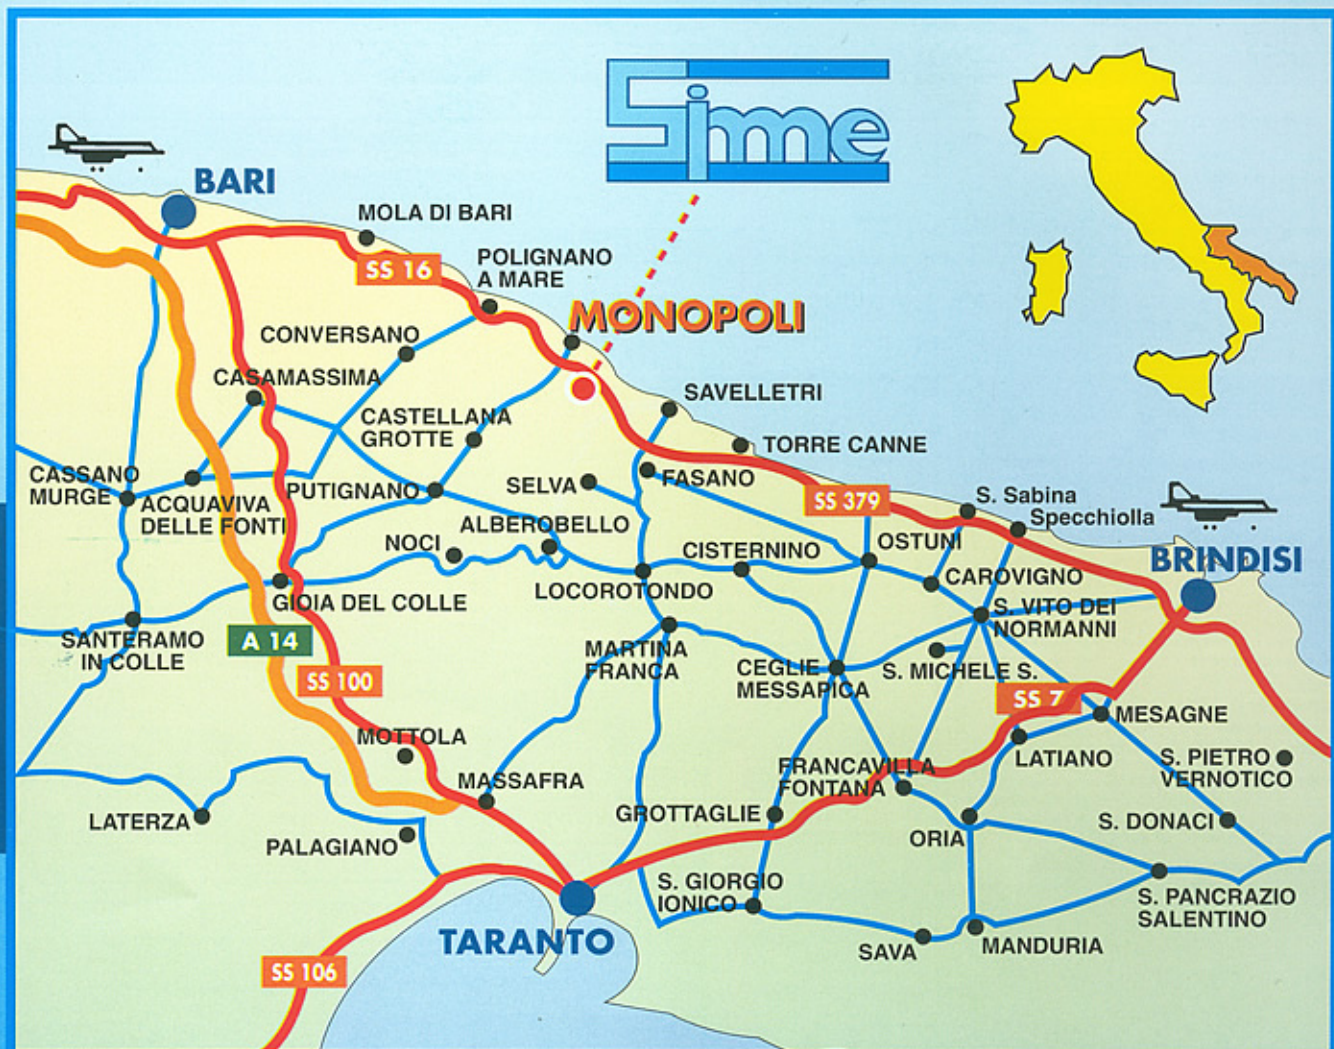 Simme
BARI
MOLA DI BARI
SS 16
POLIGNANO
A MARE
MONOPOLI
CONVERSANO
CASAMASSIMA
SAVELLETRI
CASTELLANA
GROTTE
TORRE CANNE
CASSANO
MURGE
ACQUAVIVA
DELLE FONTI
PUTIGNANO
SELVA
FASANO
SS 379
S. Sabina
Specchiolla
ALBEROBELLO
NOCI
CISTERNINO
OSTUNI
BRINDISI
LOCOROTONDO
CAROVIGNO
GIOIA DEL COLLE
S. VITO DEI
NORMANNI
SANTERAMO
IN COLLE
A 14
MARTINA
FRANCA
CEGLIE
MESSAPICA
S. MICHELE S.
SS 100
SS 7
MESAGNE
MOTTOLA
LATIANO
S. PIETRO
VERNOTICO
MASSAFRA
FRANCAVILLA
FONTANA
GROTTAGLIE
LATERZA
PALAGIANO
ORIA
S. DONACI
S. GIORGIO
IONICO
S. PANCRAZIO
SALENTINO
TARANTO
SAVA
MANDURIA
SS 106